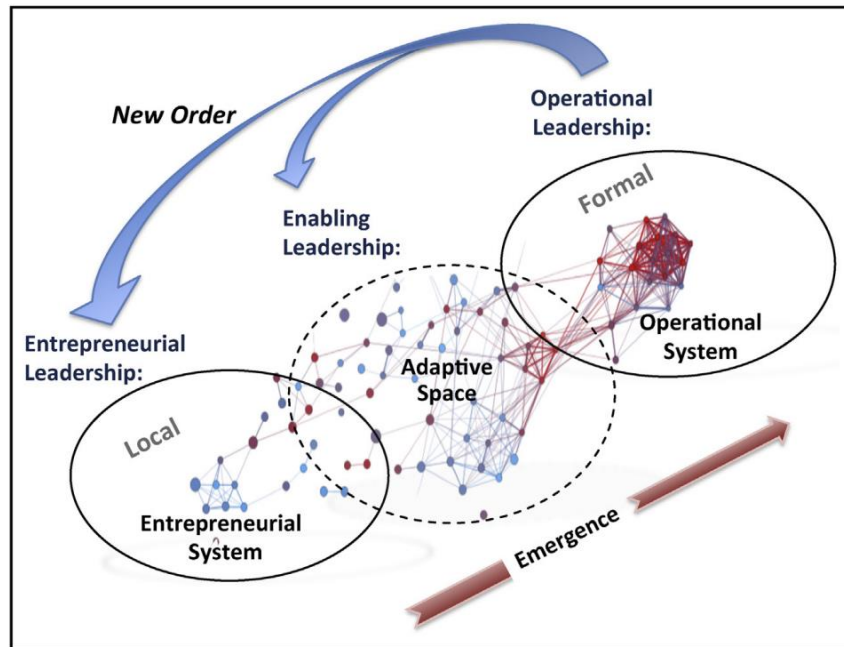 New Order
Operational
Leadership:
Enabling
Leadership:
Formal
Operational
System
Adaptive
Space
Entrepreneurial
Leadership:
Local
Entrepreneurial
System
Emergence